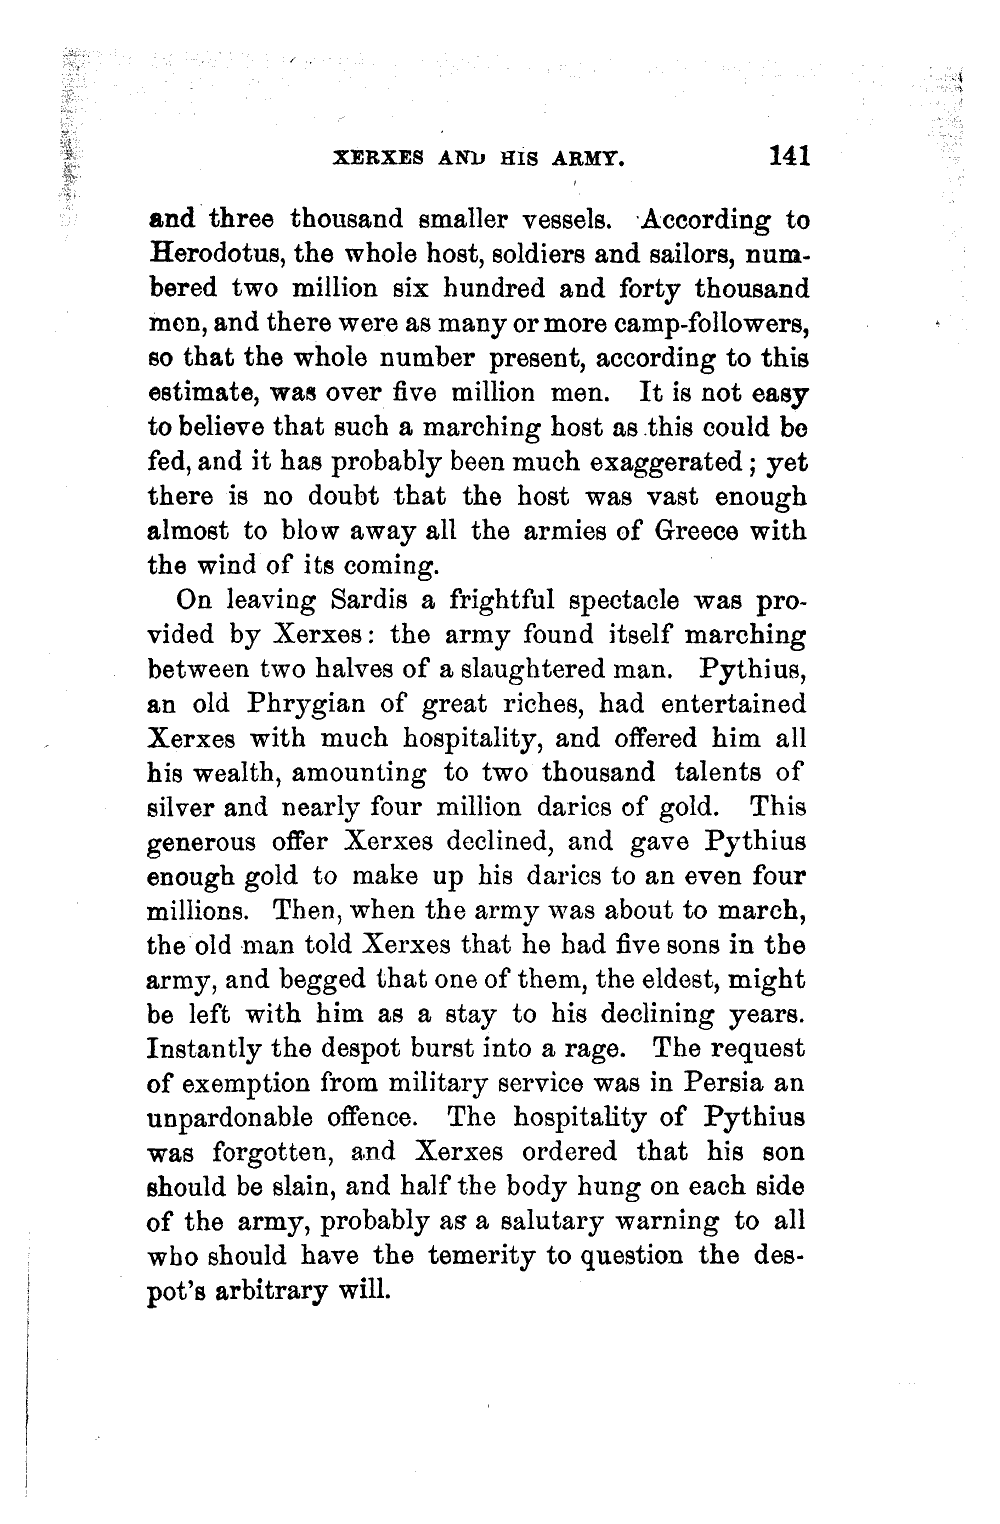 XERXES AND HIS ARMY. 141
and three thousand smaller vessels. According to
Herodotus, the whole host, soldiers and sailors, num-
bered two million six hundred and forty thousand
men, and there were as many or more camp-followers,
so that the whole number present, according to this
estimate, was over five million men. It is not easy
to believe that such a marching host as this could be
fed, and it has probably been much exaggerated; yet
there is no doubt that the host was vast enough
almost to blow away all the armies of Greece with
the wind of its coming.
On leaving Sardis a frightful spectacle was pro-
vided by Xerxes: the army found itself marching
between two halves of a slaughtered man. Pythius,
an old Phrygian of great riches, had entertained
Xerxes with much hospitality, and offered him all
his wealth, amounting to two thousand talents of
silver and nearly four million darics of gold. This
generous offer Xerxes declined, and gave Pythius
enough gold to make up his darics to an even four
millions. Then, when the army was about to march,
the old man told Xerxes that he had five sons in the
army, and begged that one of them, the eldest, might
be left with him as a stay to his declining years.
Instantly the despot burst into a rage. The request
of exemption from military service was in Persia an
unpardonable offence. The hospitality of Pythius
was forgotten, and Xerxes ordered that his son
should be slain, and half the body hung on each side
of the army, probably as a salutary warning to all
who should have the temerity to question the des-
pot's arbitrary will.